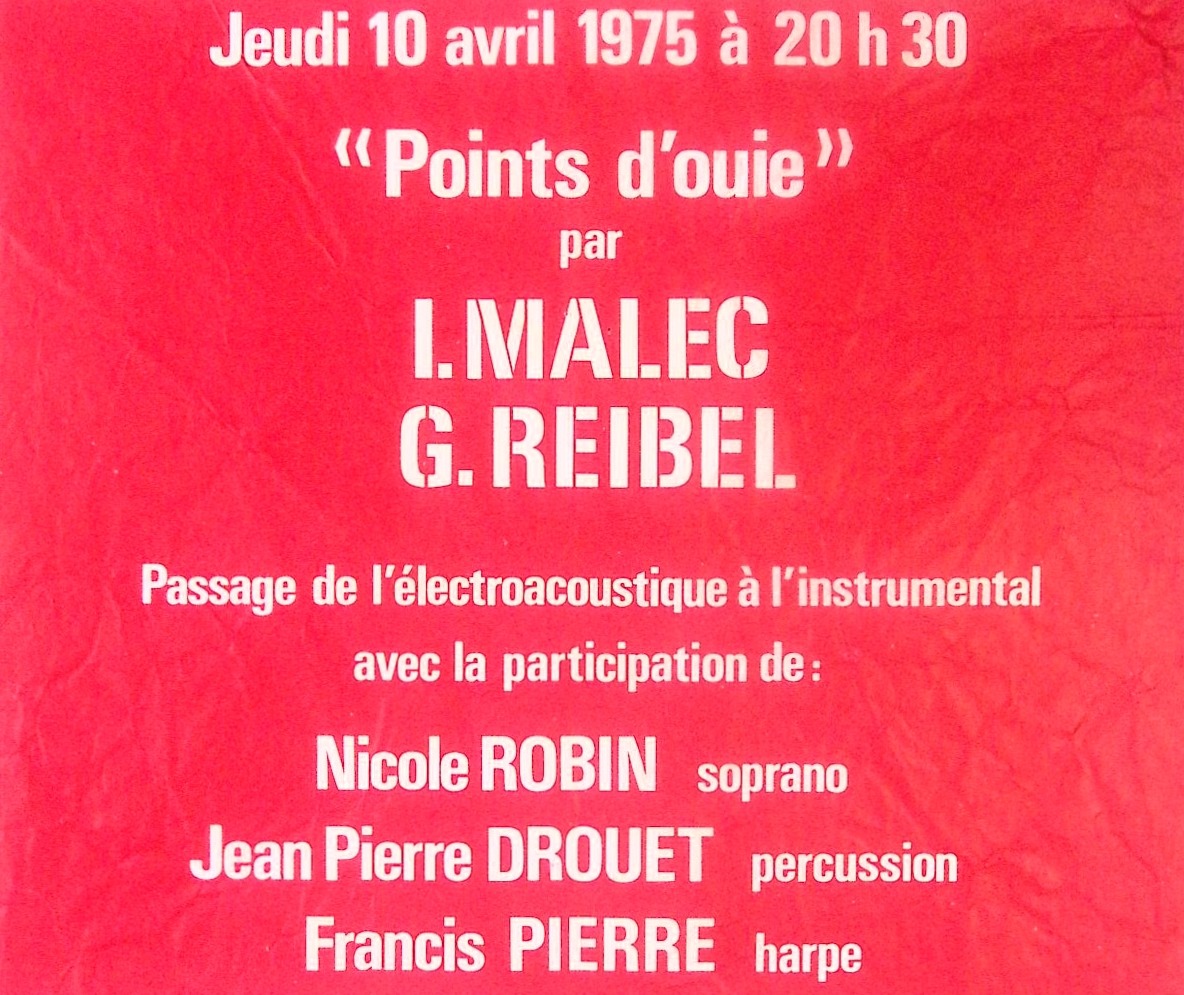 Jeudi 10 avril 1975 à 20 h 30
«Points d'ouie»
par
I. MALEC
G. REIBEL
Passage de l'électroacoustique à l'instrumental
avec la participation de :
Nicole ROBIN soprano
Jean Pierre DROUET percussion
Francis PIERRE harpe